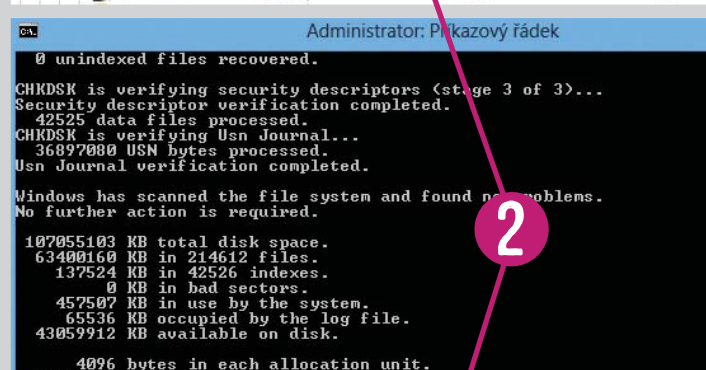 Administrator: Příkazový řádek
0 unindexed files recovered.
CHKDSK is verifying security descriptors (stage 3 of 3)...
Security descriptor verification completed.
42525 data files processed.
CHKDSK is verifying Usn Journal...
36897080 USN bytes processed.
Usn Journal verification completed.
Windows has scanned the file system and found no problems.
No further action is required.
2
107055103 KB total disk space.
63400160 KB in 214612 files.
137524 KB in 42526 indexes.
0 KB in bad sectors.
457507 KB in use by the system.
65536 KB occupied by the log file.
43059912 KB available on disk.
4096 bytes in each allocation unit.